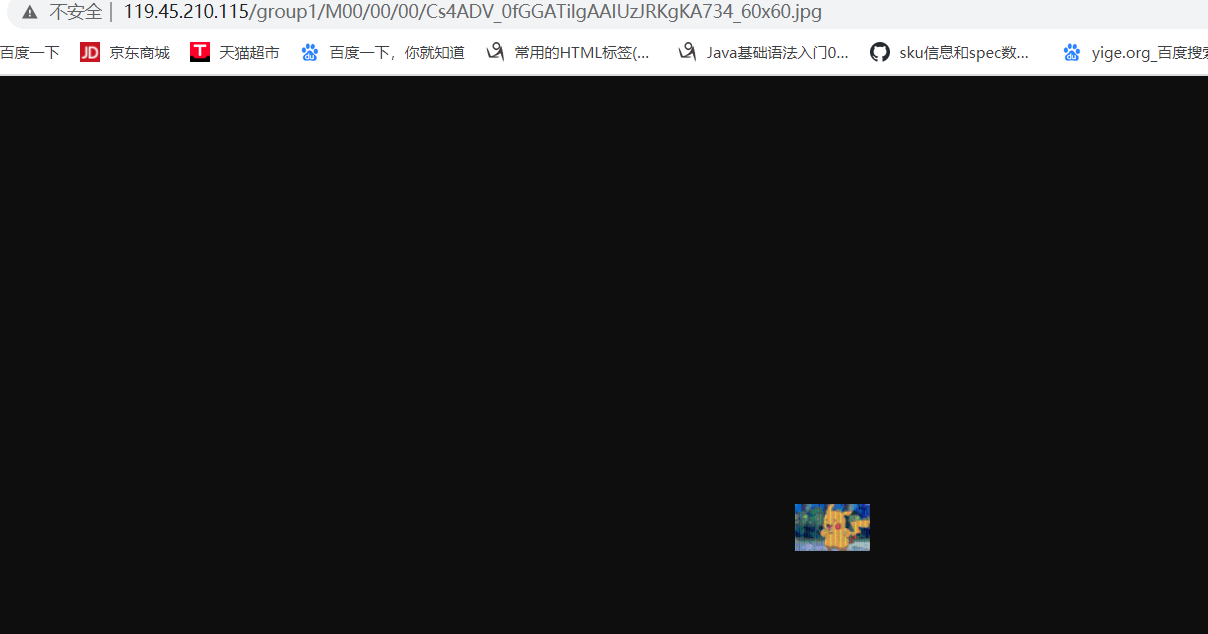 不安全 | 119.45.210.115/group1/M00/00/00/Cs4ADV_0fGGATiIgAAIUzJRKgKA734_60x60.jpg
百度一下 JD 京东商城 T 天猫超市 百度一下，你就知道 常用的HTML标签(... Java基础语法入门0... sku信息和spec数... yige.org_百度搜索